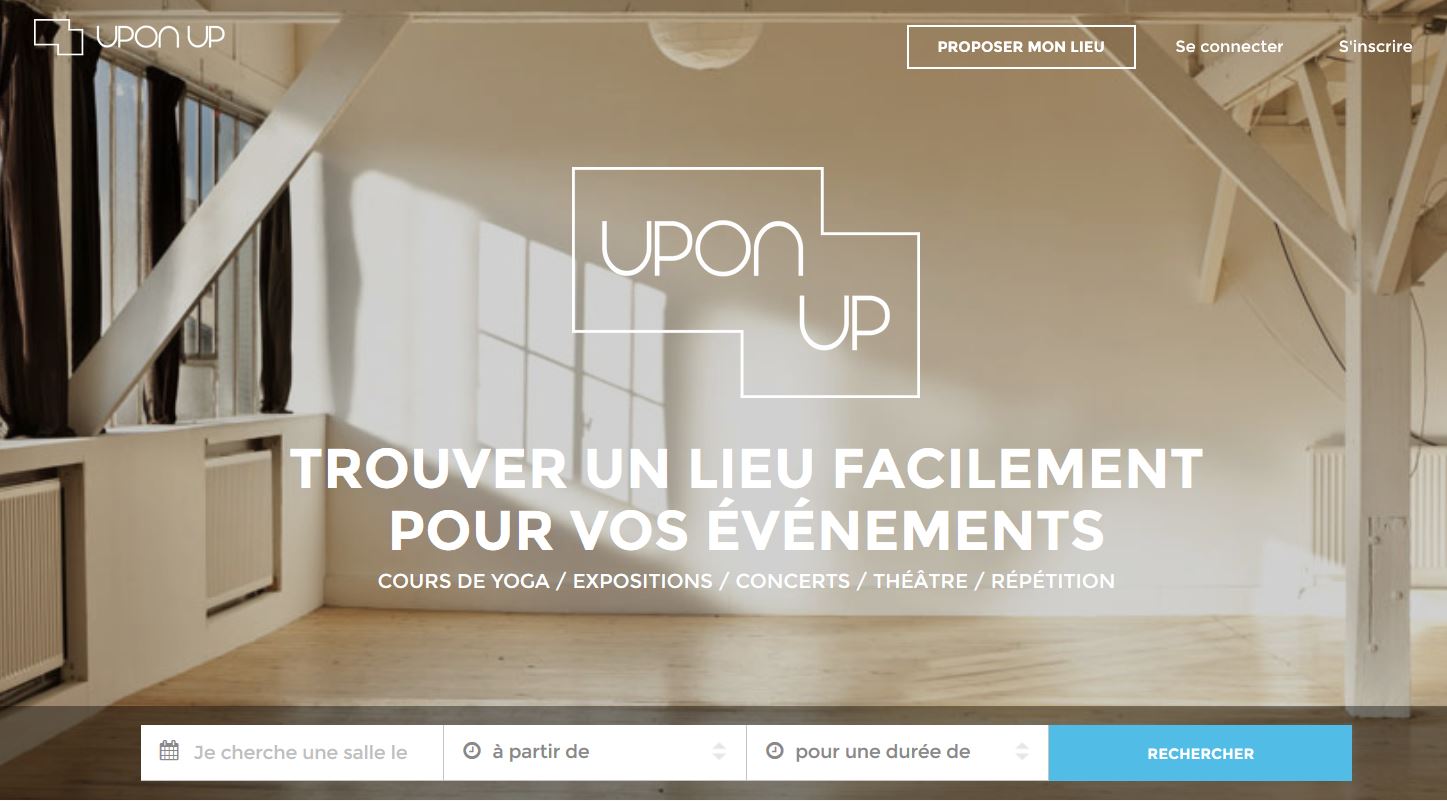 UPON UP
PROPOSER MON LIEU
Se connecter
S'inscrire
UPON
UP
TROUVER UN LIEU FACILEMENT
POUR VOS ÉVÉNEMENTS
COURS DE YOGA / EXPOSITIONS / CONCERTS / THÉÂTRE / RÉPÉTITION
Je cherche une salle le
à partir de
pour une durée de
RECHERCHER